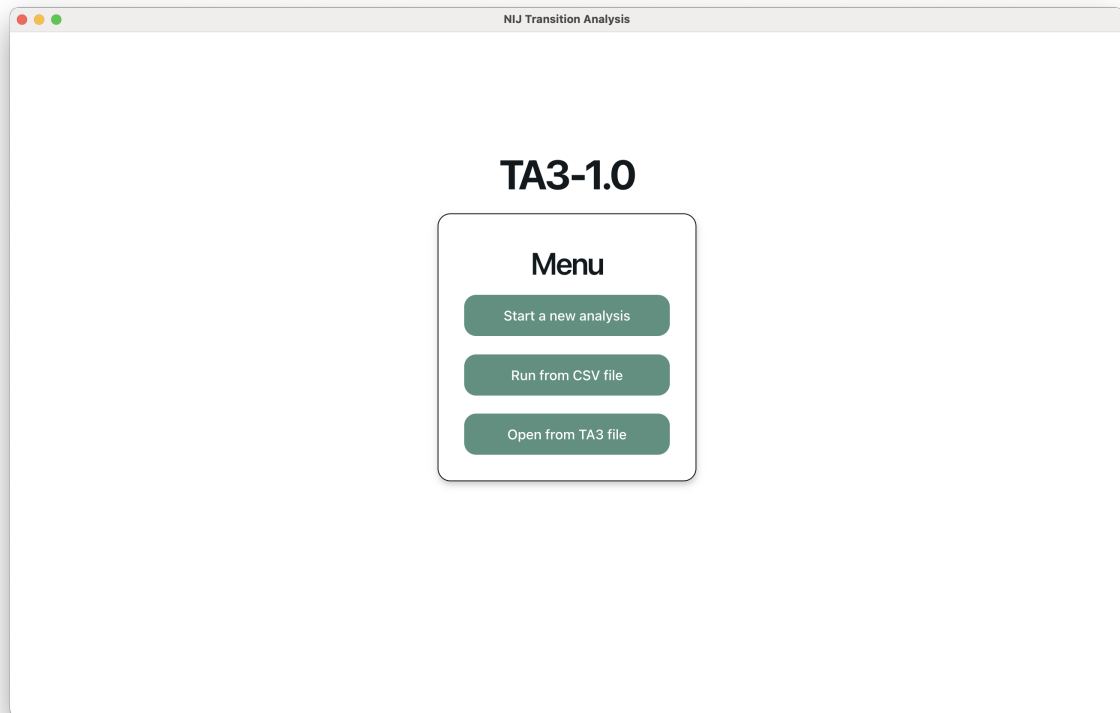 NIJ Transition Analysis
TA3-1.0
Menu
Start a new analysis
Run from CSV file
Open from TA3 file